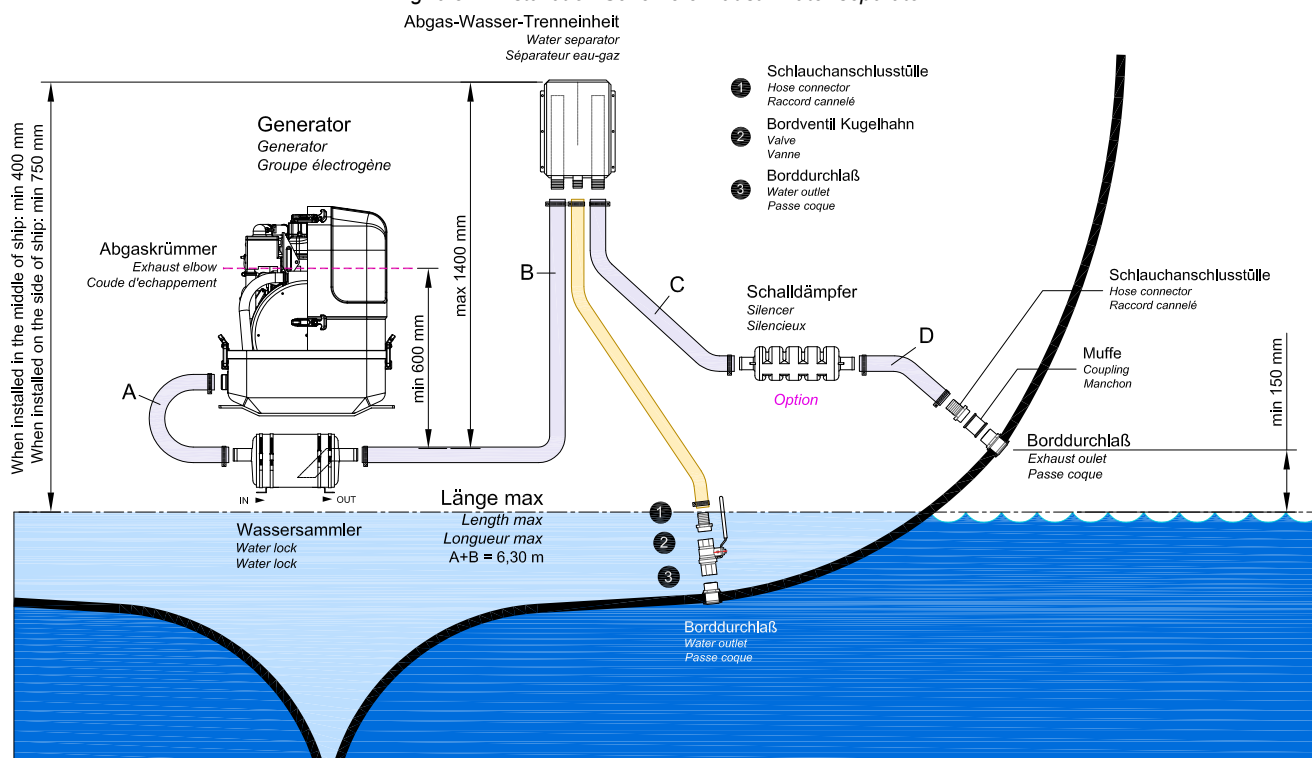 Abgas-Wasser-Trenneinheit
Water separator
Séparateur eau-gaz
When installed in the middle of ship: min 400 mm
When installed on the side of ship: min 750 mm
Generator
Generator
Groupe électrogène
max 1400 mm
1 Schlauchanschlusstülle
Hose connector
Raccord cannelé
2 Bordventil Kugelhahn
Valve
Vanne
3 Borddurchlaß
Water outlet
Passe coque
Abgaskrümmer
Exhaust elbow
Coude d'echappement
min 600 mm
A
B
C
D
Schalldämpfer
Silencer
Silencieux
Option
Schlauchanschlusstülle
Hose connector
Raccord cannelé
Muffe
Coupling
Manchon
min 150 mm
Borddurchlaß
Exhaust oulet
Passe coque
IN
OUT
Wassersammler
Water lock
Water lock
Länge max
Length max
Longueur max
A+B = 6,30 m
1
2
3
Borddurchlaß
Water outlet
Passe coque